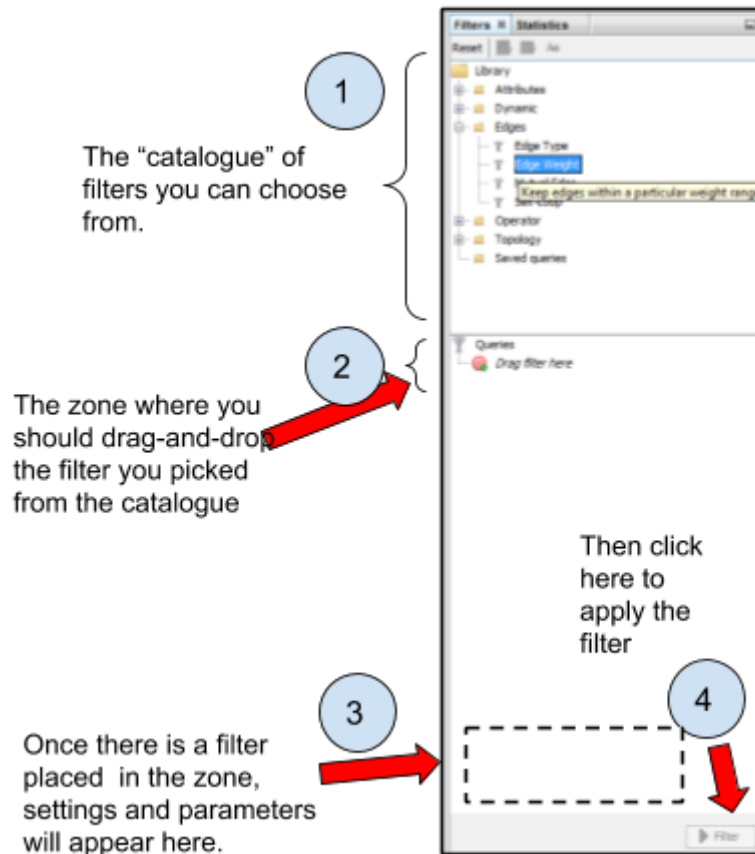 Filters
Statistics
Reset
Library
Attributes
Dynamic
Edges
Edge Type
Edge Weight
Keep edges within a particular weight rang
Operator
Topology
Saved queries
1
The “catalogue” of
filters you can choose
from.
Queries
Drag filter here
2
The zone where you
should drag-and-drop
the filter you picked
from the catalogue
Then click
here to
apply the
filter
3
Once there is a filter
placed in the zone,
settings and parameters
will appear here.
4
Filter